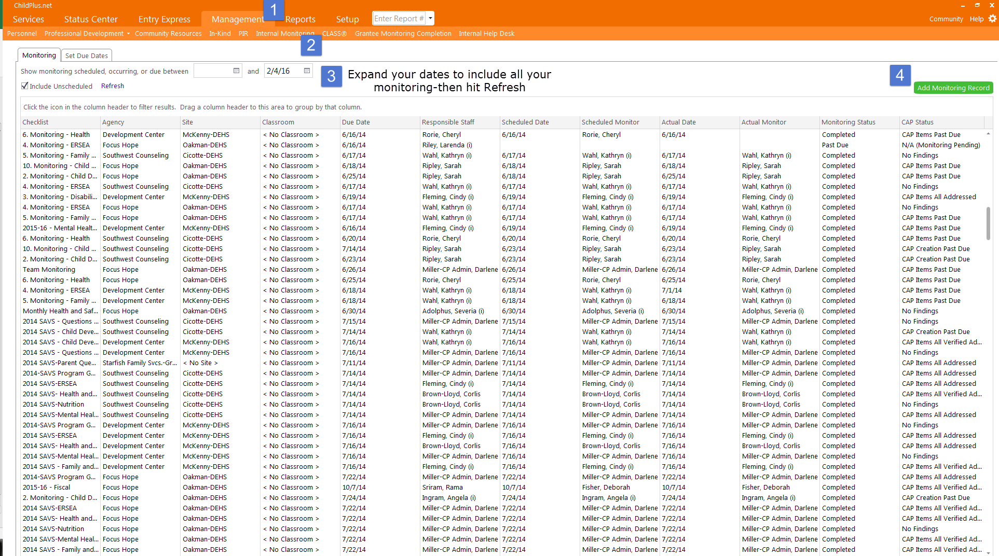 ChildPlus.net
1
Services Status Center Entry Express Management Reports Setup Enter Report # Community Help
Personnel Professional Development Community Resources In-Kind PIR Internal Monitoring CLASS® Grantee Monitoring Completion Internal Help Desk
2
Monitoring Set Due Dates
Show monitoring scheduled, occurring, or due between and 2/4/16
3 Expand your dates to include all your
monitoring-then hit Refresh
4
Include Unscheduled Refresh
Add Monitoring Record
Click the icon in the column header to filter results. Drag a column header to this area to group by that column.
Checklist Agency Site Classroom Due Date Responsible Staff Scheduled Date Scheduled Monitor Actual Date Actual Monitor Monitoring Status CAP Status
6. Monitoring - Health Development Center McKenny-DEHS < No Classroom > 6/16/14 Rorie, Cheryl 6/16/14 Rorie, Cheryl 6/16/14 Completed CAP Items Past Due
4. Monitoring - ERSEA Focus Hope Oakman-DEHS < No Classroom > 6/16/14 Riley, Larenda (i) Past Due N/A (Monitoring Pending)
5. Monitoring - Family ... Southwest Counseling Cicotte-DEHS < No Classroom > 6/17/14 Wahl, Kathryn (i) 6/17/14 Wahl, Kathryn (i) 6/17/14 Wahl, Kathryn (i) Completed No Findings
10. Monitoring - Child ... Focus Hope Oakman-DEHS < No Classroom > 6/18/14 Ripley, Sarah 6/18/14 Ripley, Sarah 6/18/14 Ripley, Sarah Completed CAP Items Past Due
2. Monitoring - Child D... Focus Hope Oakman-DEHS < No Classroom > 6/25/14 Ripley, Sarah 6/18/14 Ripley, Sarah 6/25/14 Ripley, Sarah Completed CAP Items Past Due
4. Monitoring - ERSEA Southwest Counseling Cicotte-DEHS < No Classroom > 6/17/14 Wahl, Kathryn (i) 6/17/14 Wahl, Kathryn (i) 6/17/14 Wahl, Kathryn (i) Completed No Findings
3. Monitoring - Disabili... Development Center McKenny-DEHS < No Classroom > 6/19/14 Fleming, Cindy (i) 6/19/14 Fleming, Cindy (i) 6/19/14 Fleming, Cindy (i) Completed CAP Items All Addressed
4. Monitoring - ERSEA Focus Hope Oakman-DEHS < No Classroom > 6/17/14 Wahl, Kathryn (i) 6/17/14 Wahl, Kathryn (i) 6/17/14 Wahl, Kathryn (i) Completed No Findings
5. Monitoring - Family ... Focus Hope Oakman-DEHS < No Classroom > 6/17/14 Wahl, Kathryn (i) 6/17/14 Wahl, Kathryn (i) 6/17/14 Wahl, Kathryn (i) Completed CAP Items Past Due
2015-16 - Mental Healt... Development Center McKenny-DEHS < No Classroom > 6/16/14 Fleming, Cindy (i) 6/19/14 Fleming, Cindy (i) 6/19/14 Fleming, Cindy (i) Completed CAP Items Past Due
6. Monitoring - Health Southwest Counseling Cicotte-DEHS < No Classroom > 6/20/14 Rorie, Cheryl 6/20/14 Rorie, Cheryl 6/20/14 Rorie, Cheryl Completed CAP Items Past Due
10. Monitoring - Child ... Southwest Counseling Cicotte-DEHS < No Classroom > 7/14/14 Ripley, Sarah 6/23/14 Ripley, Sarah 6/23/14 Ripley, Sarah Completed CAP Creation Past Due
2. Monitoring - Child D... Southwest Counseling Cicotte-DEHS < No Classroom > 6/23/14 Ripley, Sarah 6/23/14 Ripley, Sarah 6/23/14 Ripley, Sarah Completed CAP Creation Past Due
Team Monitoring Focus Hope Oakman-DEHS < No Classroom > 6/26/14 Miller-CP Admin, Darlene 6/26/14 Miller-CP Admin, Darlene 6/26/14 Miller-CP Admin, Darlene Completed CAP Items Past Due
6. Monitoring - Health Focus Hope Oakman-DEHS < No Classroom > 6/25/14 Rorie, Cheryl 6/25/14 Rorie, Cheryl 6/25/14 Rorie, Cheryl Completed CAP Items Past Due
4. Monitoring - ERSEA Development Center McKenny-DEHS < No Classroom > 6/18/14 Wahl, Kathryn (i) 6/18/14 Wahl, Kathryn (i) 7/1/14 Wahl, Kathryn (i) Completed CAP Items Past Due
5. Monitoring - Family ... Development Center McKenny-DEHS < No Classroom > 6/18/14 Wahl, Kathryn (i) 6/18/14 Wahl, Kathryn (i) 6/18/14 Wahl, Kathryn (i) Completed CAP Items Past Due
Monthly Health and Saf... Focus Hope Oakman-DEHS < No Classroom > 6/30/14 Adolphus, Severia (i) 6/30/14 Adolphus, Severia (i) 6/30/14 Adolphus, Severia (i) Completed No Findings
2014 SAVS - Questions ... Southwest Counseling Cicotte-DEHS < No Classroom > 7/15/14 Miller-CP Admin, Darlene 7/15/14 Miller-CP Admin, Darlene 7/15/14 Miller-CP Admin, Darlene Completed No Findings
2014 SAVS - Child Deve... Southwest Counseling Cicotte-DEHS < No Classroom > 7/14/14 Wahl, Kathryn (i) 7/14/14 Wahl, Kathryn (i) 7/14/14 Wahl, Kathryn (i) Completed CAP Creation Past Due
2014 SAVS - Child Deve... Development Center McKenny-DEHS < No Classroom > 7/16/14 Wahl, Kathryn (i) 7/16/14 Wahl, Kathryn (i) 7/16/14 Wahl, Kathryn (i) Completed CAP Items All Verified Ad...
2014 SAVS - Questions ... Development Center McKenny-DEHS < No Classroom > 7/16/14 Miller-CP Admin, Darlene 7/16/14 Miller-CP Admin, Darlene 7/16/14 Miller-CP Admin, Darlene Completed No Findings
2014 SAVS-Parent Que... Starfish Family Svcs.-Gr... < No Site > < No Classroom > 7/11/14 Miller-CP Admin, Darlene 7/11/14 Miller-CP Admin, Darlene 7/11/14 Miller-CP Admin, Darlene Completed CAP Items All Addressed
2014-SAVS Program G... Southwest Counseling Cicotte-DEHS < No Classroom > 7/14/14 Miller-CP Admin, Darlene 7/14/14 Miller-CP Admin, Darlene 7/14/14 Miller-CP Admin, Darlene Completed CAP Items All Addressed
2014 SAVS-ERSEA Southwest Counseling Cicotte-DEHS < No Classroom > 7/14/14 Fleming, Cindy (i) 7/14/14 Fleming, Cindy (i) 7/14/14 Fleming, Cindy (i) Completed CAP Items All Addressed
2014 SAVS- Health and... Southwest Counseling Cicotte-DEHS < No Classroom > 7/14/14 Brown-Lloyd, Corlis 7/14/14 Brown-Lloyd, Corlis 7/14/14 Brown-Lloyd, Corlis Completed CAP Items All Verified Ad...
2014 SAVS-Nutrition Southwest Counseling Cicotte-DEHS < No Classroom > 7/14/14 Brown-Lloyd, Corlis 7/14/14 Brown-Lloyd, Corlis 7/14/14 Brown-Lloyd, Corlis Completed No Findings
2014 SAVS-Mental Heal... Southwest Counseling Cicotte-DEHS < No Classroom > 7/14/14 Miller-CP Admin, Darlene 7/14/14 Miller-CP Admin, Darlene 7/14/14 Miller-CP Admin, Darlene Completed CAP Items All Addressed
2014-SAVS Program G... Development Center McKenny-DEHS < No Classroom > 7/16/14 Miller-CP Admin, Darlene 7/16/14 Miller-CP Admin, Darlene 7/16/14 Miller-CP Admin, Darlene Completed No Findings
2014 SAVS-ERSEA Development Center McKenny-DEHS < No Classroom > 7/16/14 Fleming, Cindy (i) 7/16/14 Fleming, Cindy (i) 7/16/14 Fleming, Cindy (i) Completed CAP Items All Addressed
2014 SAVS- Health and... Development Center McKenny-DEHS < No Classroom > 7/16/14 Brown-Lloyd, Corlis 7/16/14 Brown-Lloyd, Corlis 7/16/14 Brown-Lloyd, Corlis Completed CAP Items All Addressed
2014 SAVS-Mental Heal... Development Center McKenny-DEHS < No Classroom > 7/16/14 Miller-CP Admin, Darlene 7/16/14 Miller-CP Admin, Darlene 7/16/14 Miller-CP Admin, Darlene Completed No Findings
2014 SAVS - Family and... Development Center McKenny-DEHS < No Classroom > 7/16/14 Fleming, Cindy (i) 7/16/14 Fleming, Cindy (i) 7/16/14 Fleming, Cindy (i) Completed CAP Items All Verified Ad...
2014-SAVS Program G... Focus Hope Oakman-DEHS < No Classroom > 7/22/14 Miller-CP Admin, Darlene 7/22/14 Miller-CP Admin, Darlene 7/22/14 Miller-CP Admin, Darlene Completed CAP Items All Addressed
2015-16 - Fiscal Focus Hope Oakman-DEHS < No Classroom > 10/7/14 Sriram, Rama 10/7/14 Fisher, Deborah 10/7/14 Fisher, Deborah Completed CAP Items All Verified Ad...
2. Monitoring - Child D... Focus Hope Oakman-DEHS < No Classroom > 7/24/14 Ingram, Angela (i) 7/24/14 Ingram, Angela (i) 7/24/14 Ingram, Angela (i) Completed CAP Creation Past Due
2014 SAVS-ERSEA Focus Hope Oakman-DEHS < No Classroom > 7/22/14 Miller-CP Admin, Darlene 7/22/14 Miller-CP Admin, Darlene 7/22/14 Miller-CP Admin, Darlene Completed CAP Items All Verified Ad...
2014 SAVS- Health and... Focus Hope Oakman-DEHS < No Classroom > 7/22/14 Miller-CP Admin, Darlene 7/22/14 Miller-CP Admin, Darlene 7/22/14 Miller-CP Admin, Darlene Completed CAP Items All Verified Ad...
2014 SAVS-Nutrition Focus Hope Oakman-DEHS < No Classroom > 7/22/14 Miller-CP Admin, Darlene 7/22/14 Miller-CP Admin, Darlene 7/22/14 Miller-CP Admin, Darlene Completed No Findings
2014 SAVS-Mental Heal... Focus Hope Oakman-DEHS < No Classroom > 7/22/14 Miller-CP Admin, Darlene 7/22/14 Miller-CP Admin, Darlene 7/22/14 Miller-CP Admin, Darlene Completed CAP Items All Verified Ad...
2014 SAVS - Family and... Focus Hope Oakman-DEHS < No Classroom > 7/22/14 Miller-CP Admin, Darlene 7/22/14 Miller-CP Admin, Darlene 7/22/14 Miller-CP Admin, Darlene Completed CAP Items All Verified Ad...